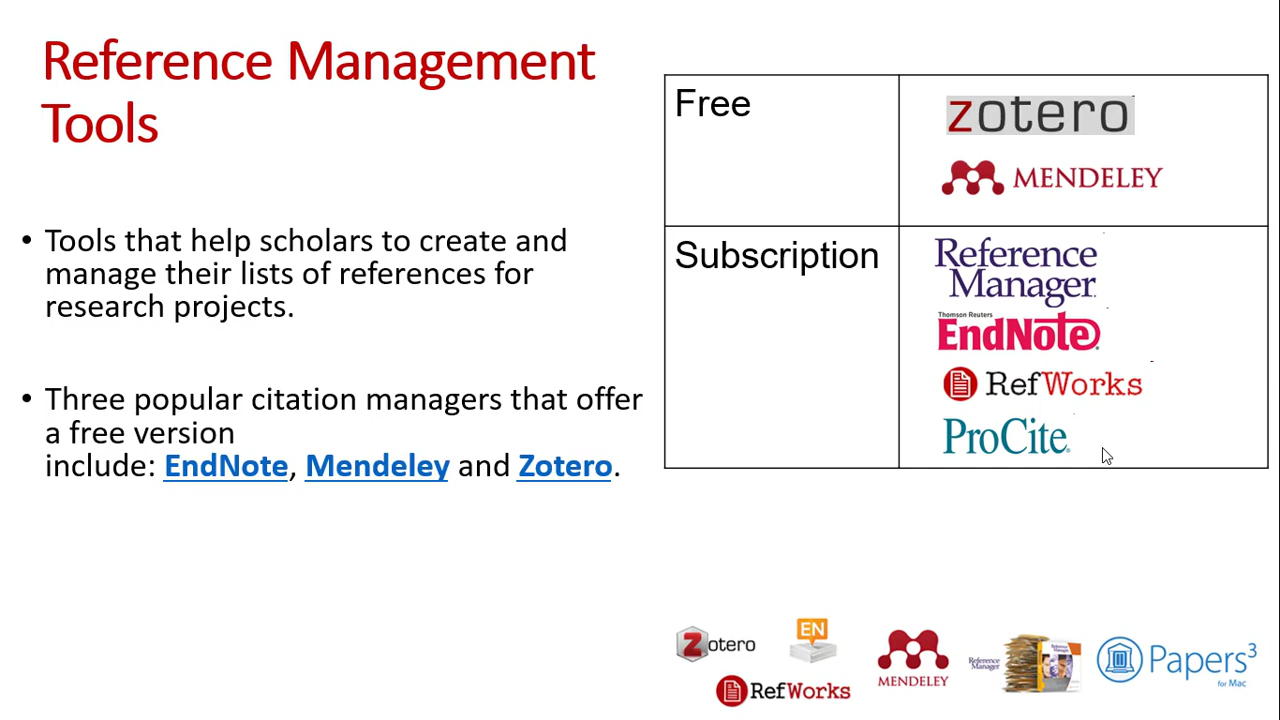 Reference Management
Tools
• Tools that help scholars to create and
manage their lists of references for
research projects.
• Three popular citation managers that offer
a free version
include: EndNote, Mendeley and Zotero.
Free
zotero
MENDELEY
Subscription
Reference
Manager
Thomson Reuters
EndNote
RefWorks
ProCite
Zotero
EN
MENDELEY
Reference
Manager
Papers3
for Mac
RefWorks